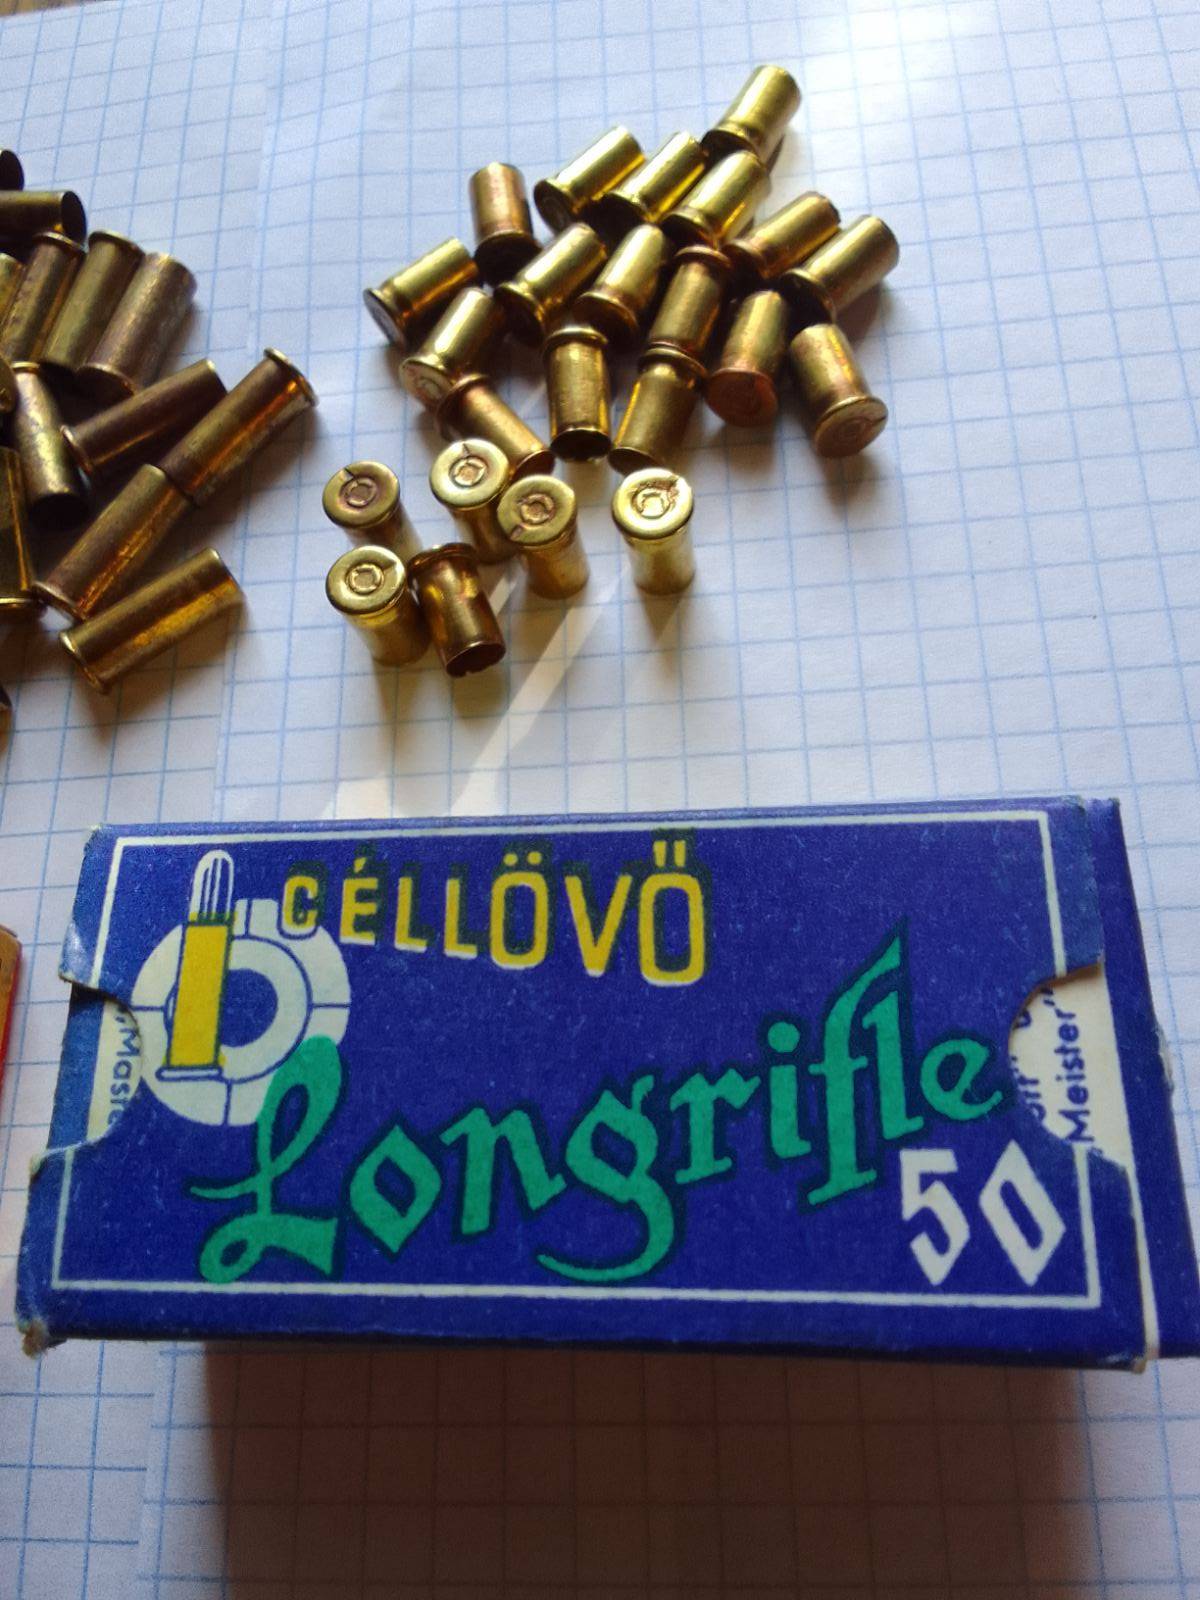 CÉLLÖVŐ
Longrifle
50
"Meister"